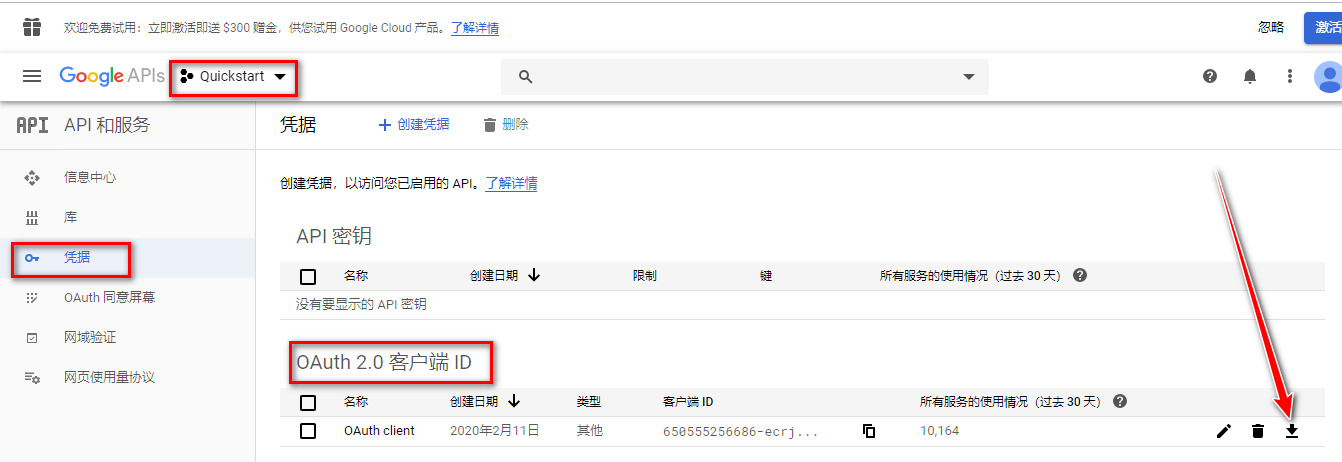 欢迎免费试用：立即激活即送 $300 赠金，供您试用 Google Cloud 产品。了解详情 忽略 激活
Google APIs Quickstart
API API 和服务 凭据 创建凭据 删除
信息中心
库
凭据
OAuth 同意屏幕
网域验证
网页使用量协议
创建凭据，以访问您已启用的 API。了解详情
API 密钥
名称 创建日期 限制 键 所有服务的使用情况（过去 30 天）
没有要显示的 API 密钥
OAuth 2.0 客户端 ID
名称 创建日期 类型 客户端 ID 所有服务的使用情况（过去 30 天）
OAuth client 2020年2月11日 其他 650555256686-ecrj... 10,164